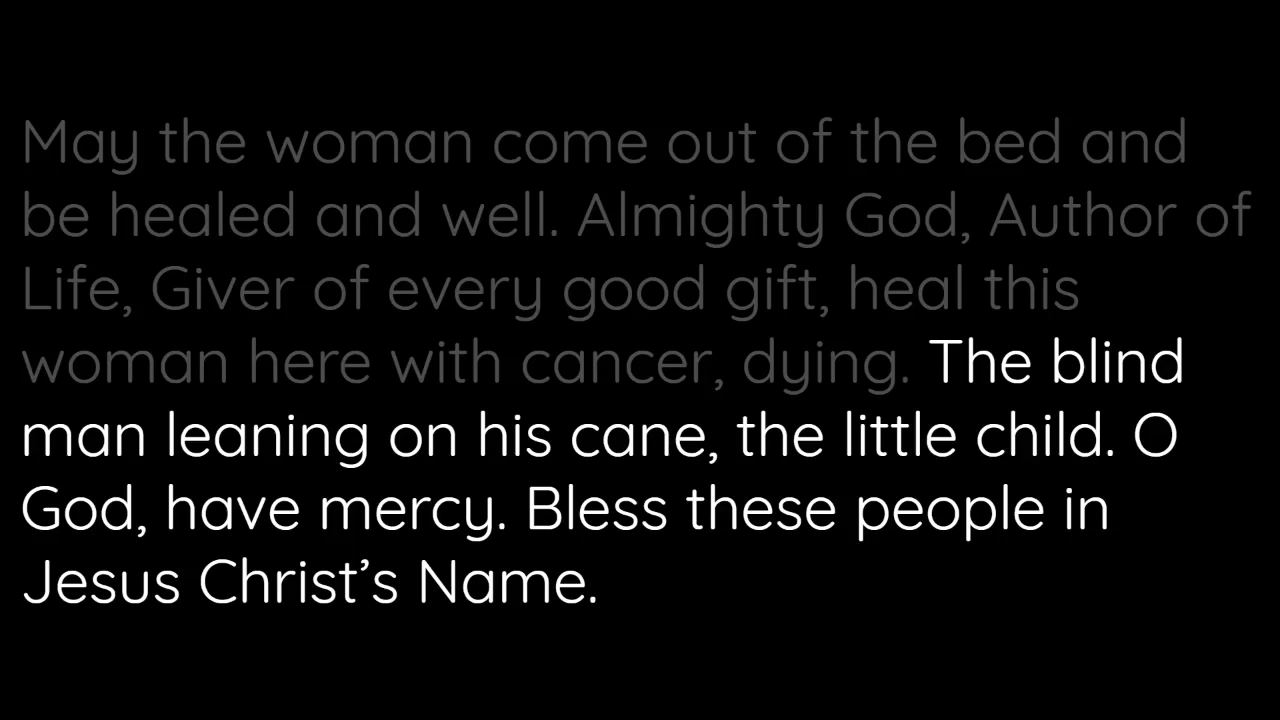 May the woman come out of the bed and
be healed and well. Almighty God, Author of
Life, Giver of every good gift, heal this
woman here with cancer, dying. The blind
man leaning on his cane, the little child. O
God, have mercy. Bless these people in
Jesus Christ’s Name.